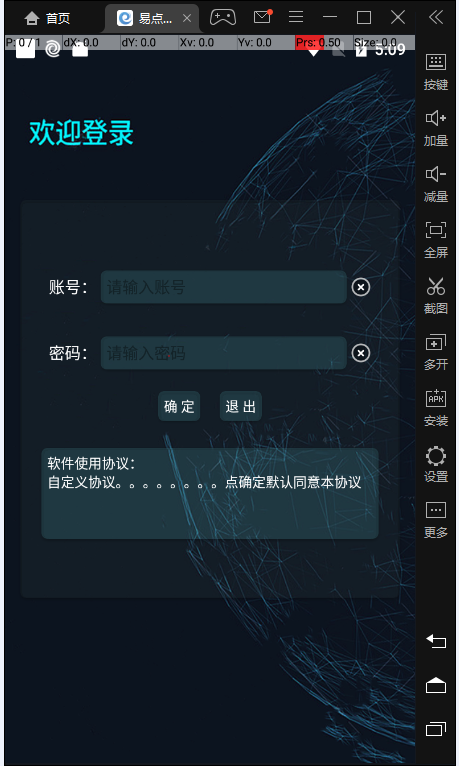 首页
易点...
P: 0 / 1 dX: 0.0 dY: 0.0 Xv: 0.0 Yv: 0.0 Prs: 0.50 Size: 0.0
5:09
欢迎登录
账号： 请输入账号
密码： 请输入密码
确 定 退 出
软件使用协议：
自定义协议。。。。。。。。点确定默认同意本协议
按键
加量
减量
全屏
截图
多开
APK
安装
设置
更多